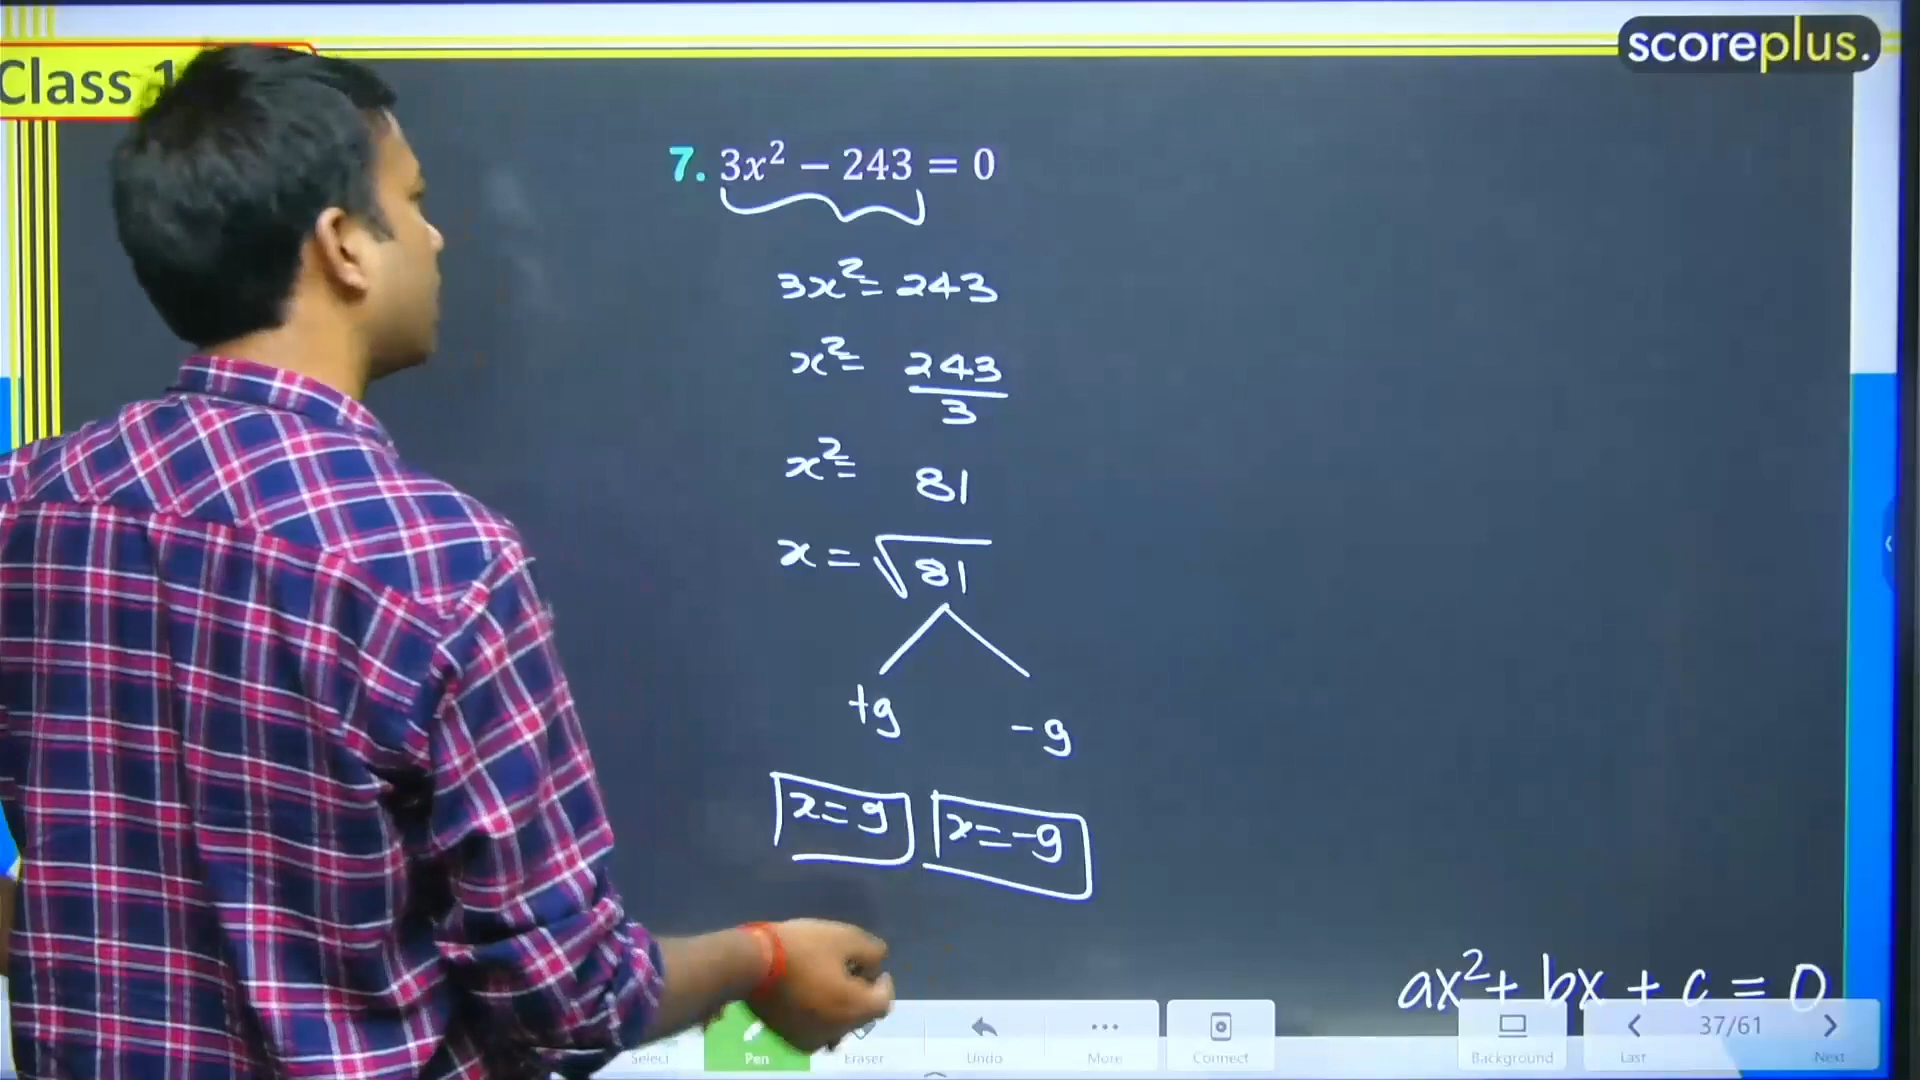 scoreplus.
Class 1
7. 3x² − 243 = 0
3x² = 243
x² = 243/3
x² = 81
x = √81
+9 -9
x = 9 x = -9
ax² + bx + c = 0
Select Pen Eraser Undo More Connect Background Last 37/61 Next